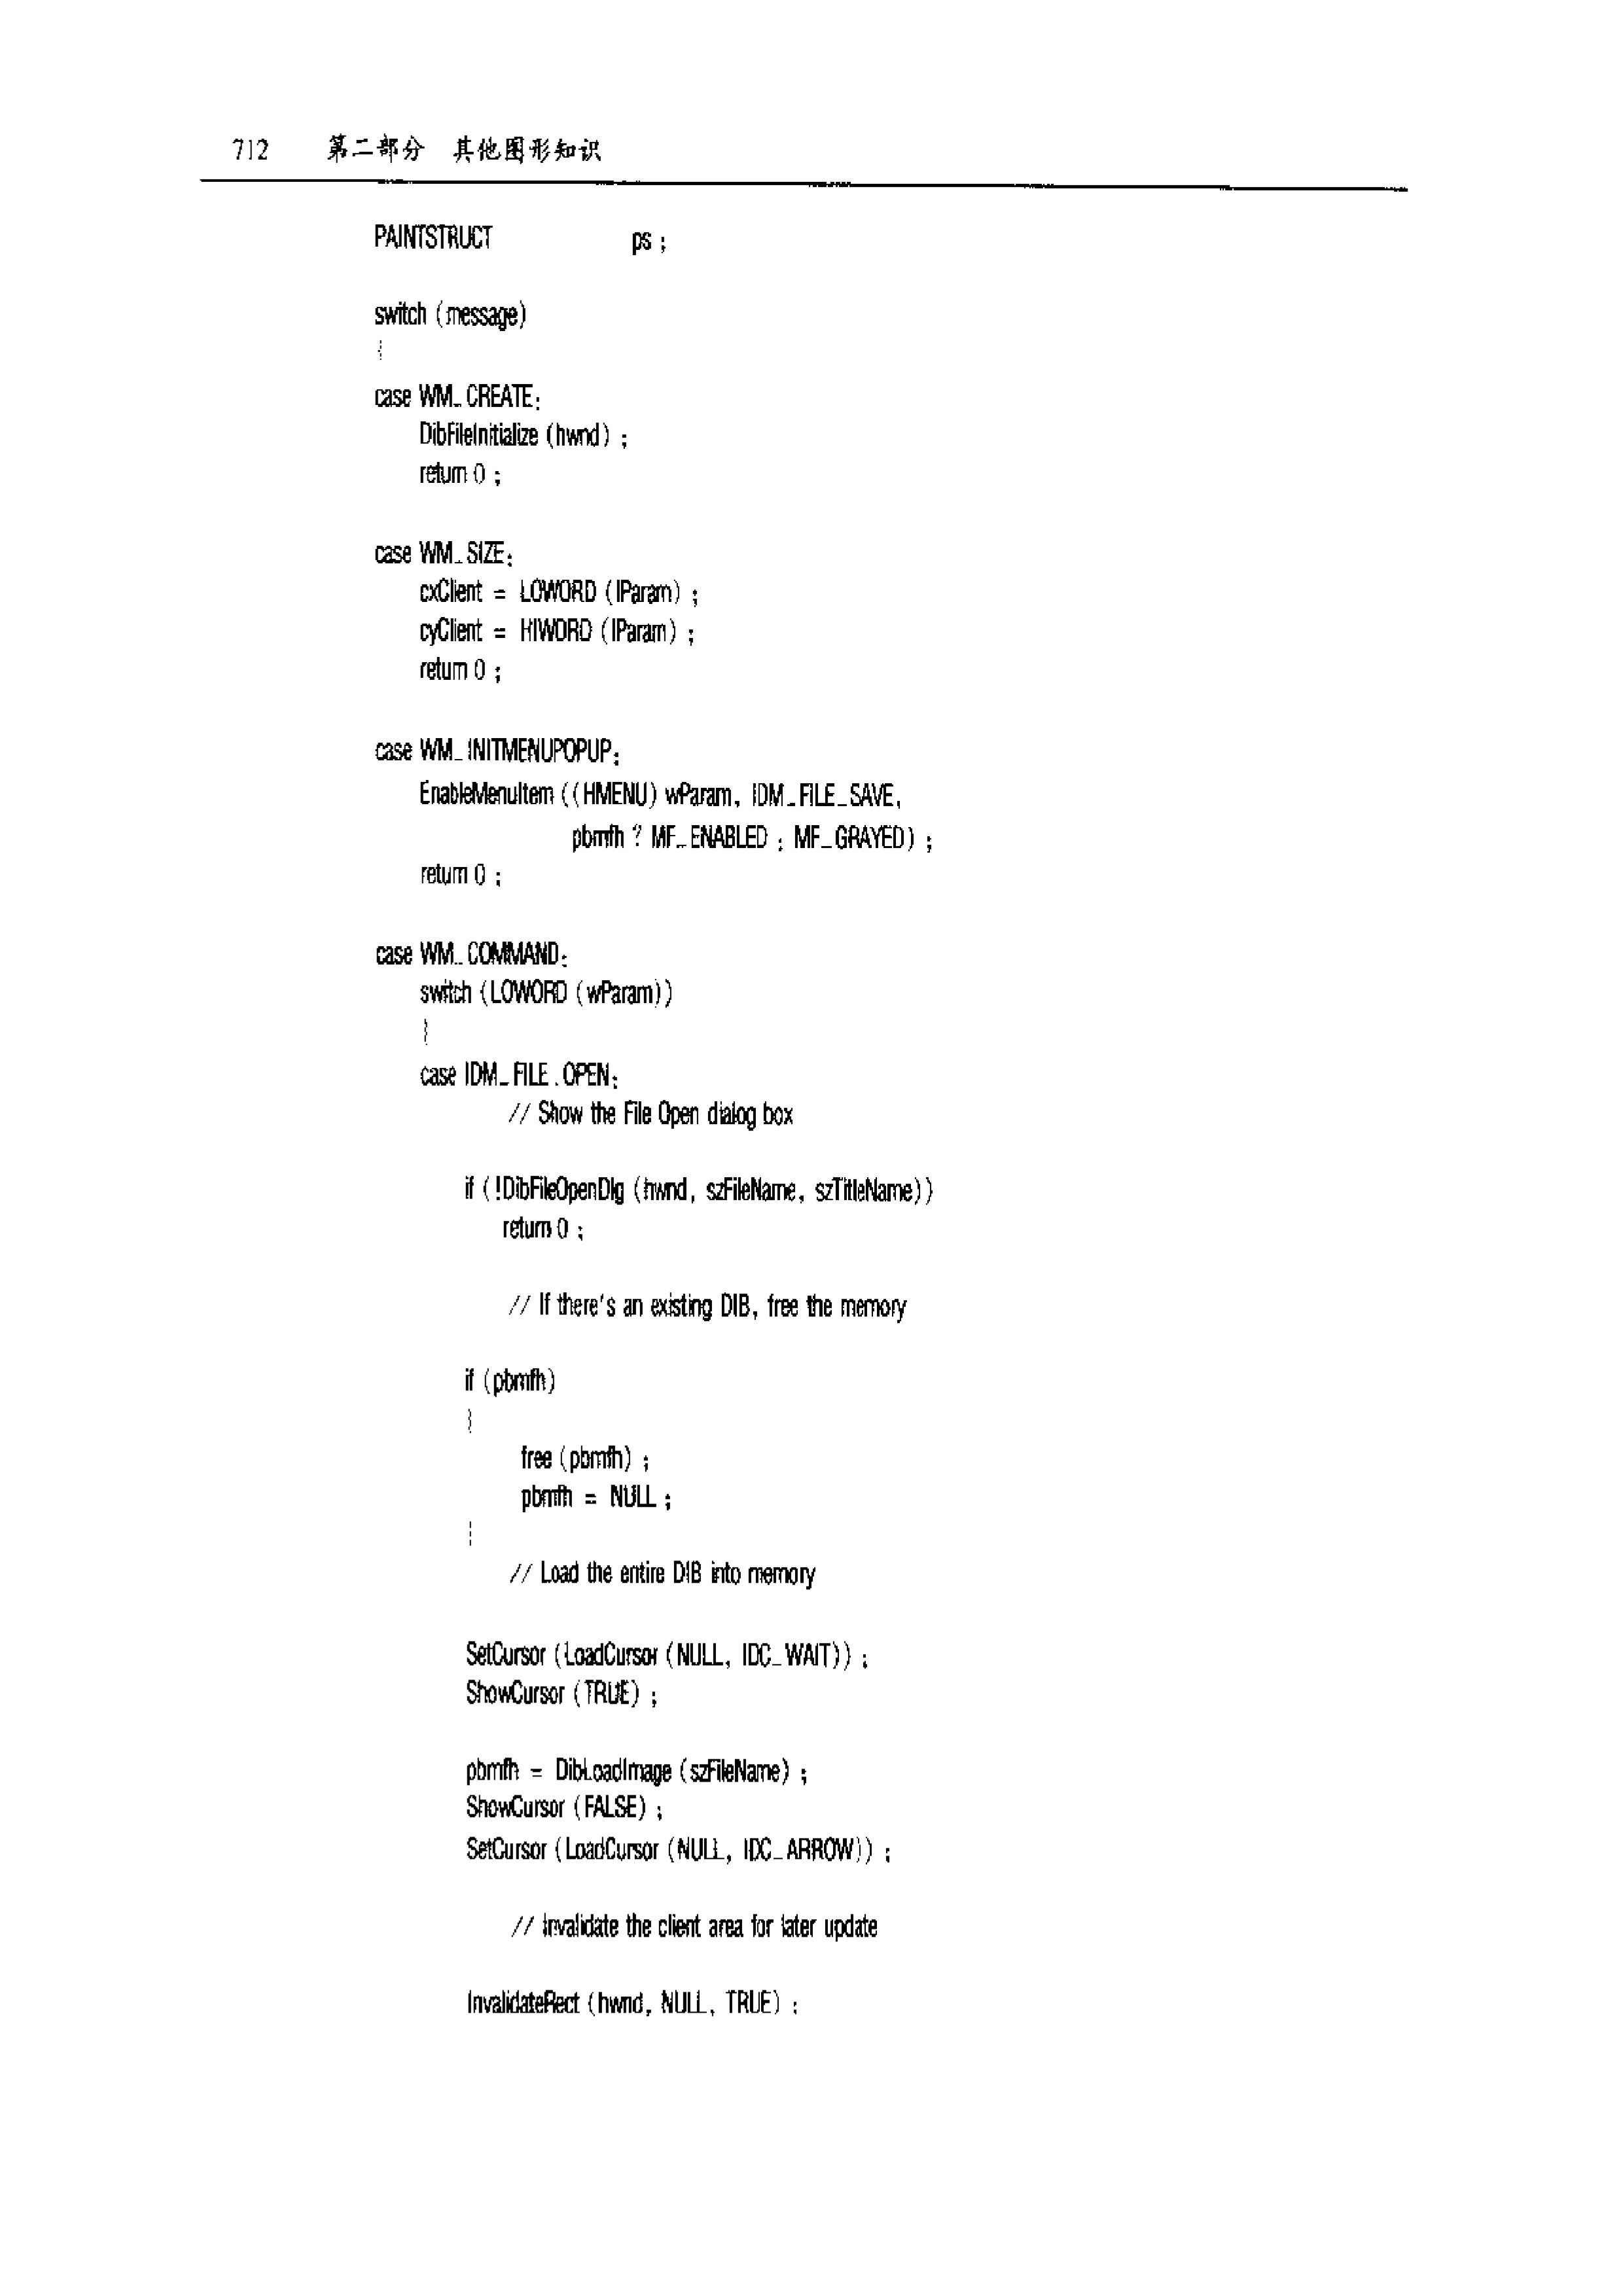 712 第二部分 其他图形知识
PAINTSTRUCT ps ;
switch (message)
{
case WM_CREATE:
DibFileInitialize (hwnd) ;
return 0 ;
case WM_SIZE:
cxClient = LOWORD (lParam) ;
cyClient = HIWORD (lParam) ;
return 0 ;
case WM_INITMENUPOPUP:
EnableMenuItem ((HMENU) wParam, IDM_FILE_SAVE,
pbmfh ? MF_ENABLED : MF_GRAYED) ;
return 0 ;
case WM_COMMAND:
switch (LOWORD (wParam))
{
case IDM_FILE_OPEN:
// Show the File Open dialog box
if (!DibFileOpenDlg (hwnd, szFileName, szTitleName))
return 0 ;
// If there's an existing DIB, free the memory
if (pbmfh)
{
free (pbmfh) ;
pbmfh = NULL ;
}
// Load the entire DIB into memory
SetCursor (LoadCursor (NULL, IDC_WAIT)) ;
ShowCursor (TRUE) ;
pbmfh = DibLoadImage (szFileName) ;
ShowCursor (FALSE) ;
SetCursor (LoadCursor (NULL, IDC_ARROW)) ;
// Invalidate the client area for later update
InvalidateRect (hwnd, NULL, TRUE) ;